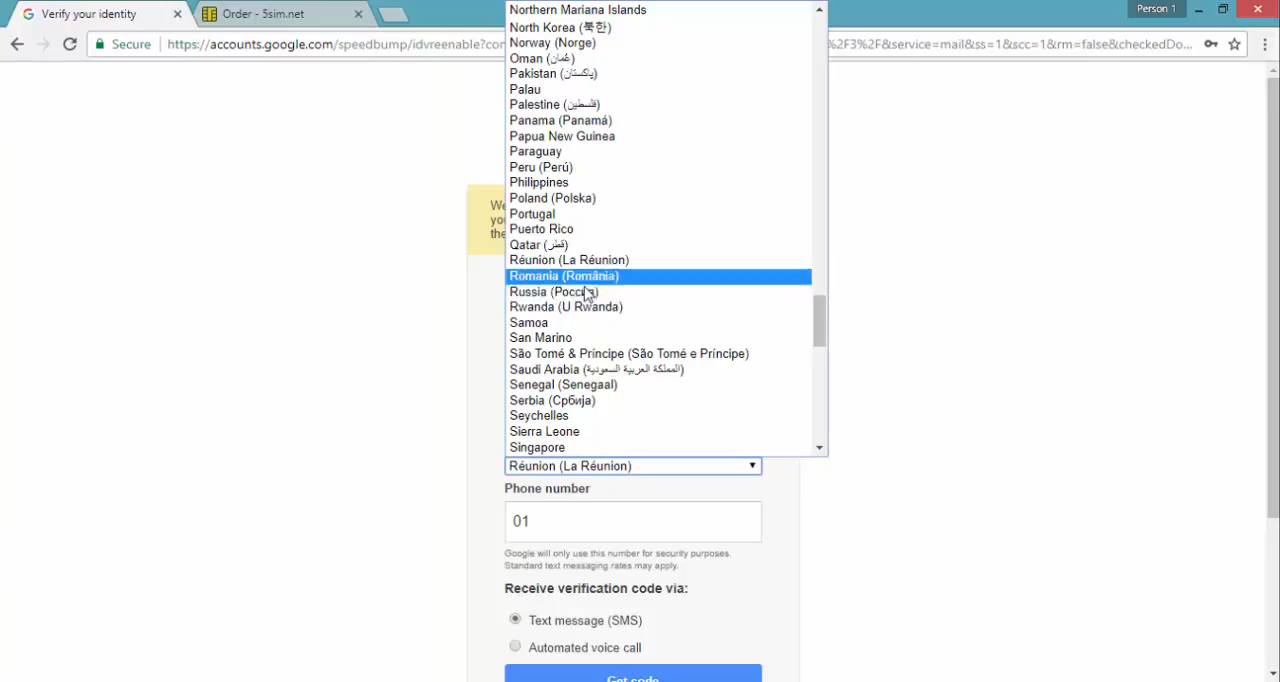 Verify your identity
Order - 5sim.net
Person 1
Secure
https://accounts.google.com/speedbump/idvreenable?con
%2F3%2F&service=mail&ss=1&scc=1&rm=false&checkedDo...
Northern Mariana Islands
North Korea (북한)
Norway (Norge)
Oman (عُمان)
Pakistan (پاکستان)
Palau
Palestine (فلسطين)
Panama (Panamá)
Papua New Guinea
Paraguay
Peru (Perú)
Philippines
Poland (Polska)
Portugal
Puerto Rico
Qatar (قطر)
Réunion (La Réunion)
Romania (România)
Russia (Россия)
Rwanda (U Rwanda)
Samoa
San Marino
São Tomé & Príncipe (São Tomé e Príncipe)
Saudi Arabia (المملكة العربية السعودية)
Senegal (Senegaal)
Serbia (Србија)
Seychelles
Sierra Leone
Singapore
Réunion (La Réunion)
Phone number
01
Google will only use this number for security purposes.
Standard text messaging rates may apply.
Receive verification code via:
Text message (SMS)
Automated voice call
Get code